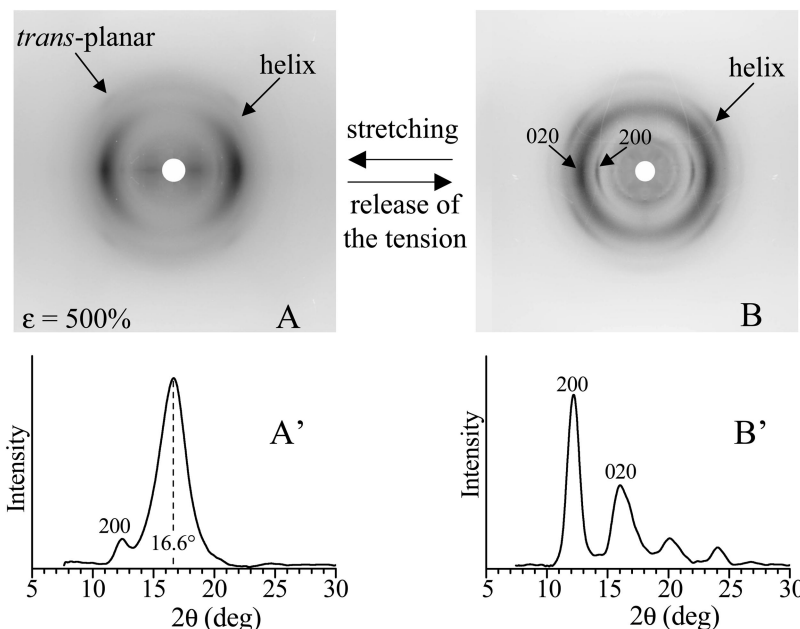 trans-planar
helix
ε = 500%
A
stretching
release of
the tension
helix
020
200
B
Intensity
200
16.6°
A’
5
10
15
20
25
30
2θ (deg)
Intensity
200
020
B’
5
10
15
20
25
30
2θ (deg)